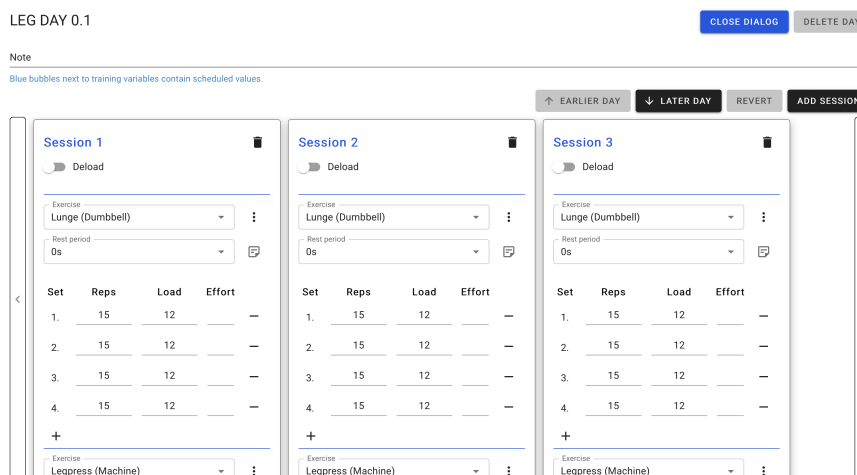 LEG DAY 0.1
CLOSE DIALOG
DELETE DAY
Note
Blue bubbles next to training variables contain scheduled values.
EARLIER DAY
LATER DAY
REVERT
ADD SESSION
Session 1
Deload
Exercise
Lunge (Dumbbell)
Rest period
0s
Set Reps Load Effort
1. 15 12
2. 15 12
3. 15 12
4. 15 12
Exercise
Legpress (Machine)
Session 2
Deload
Exercise
Lunge (Dumbbell)
Rest period
0s
Set Reps Load Effort
1. 15 12
2. 15 12
3. 15 12
4. 15 12
Exercise
Legpress (Machine)
Session 3
Deload
Exercise
Lunge (Dumbbell)
Rest period
0s
Set Reps Load Effort
1. 15 12
2. 15 12
3. 15 12
4. 15 12
Exercise
Legpress (Machine)